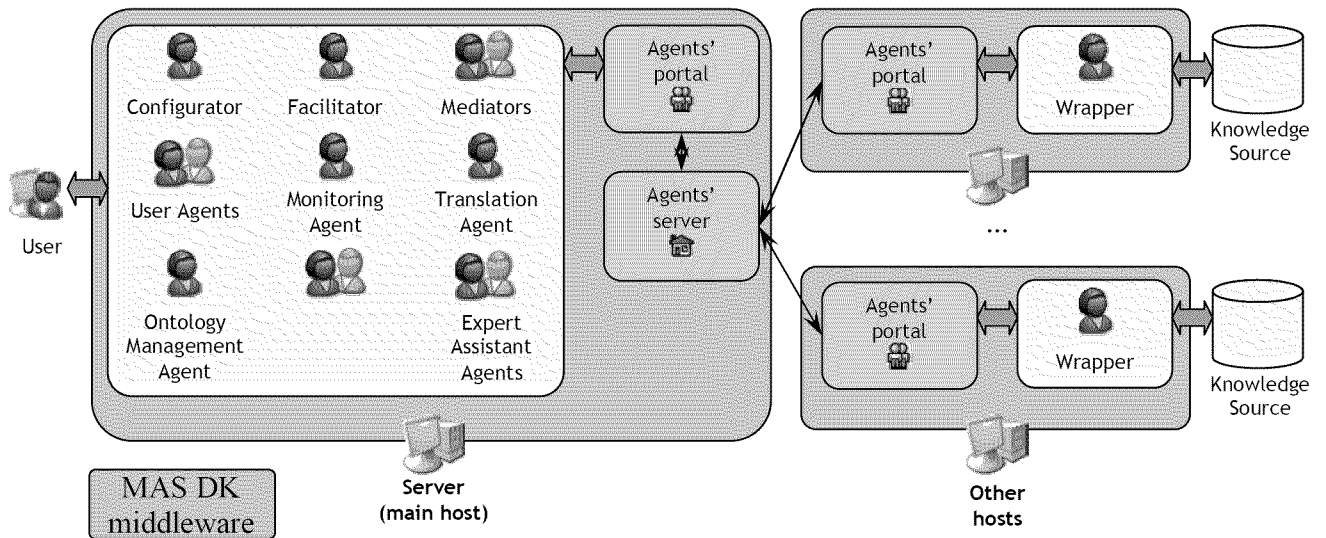 Configurator
Facilitator
Mediators
User Agents
Monitoring
Agent
Translation
Agent
Ontology
Management
Agent
Expert
Assistant
Agents
User
Agents'
portal
Agents'
server
Server
(main host)
MAS DK
middleware
Agents'
portal
Wrapper
Knowledge
Source
...
Agents'
portal
Wrapper
Knowledge
Source
Other
hosts